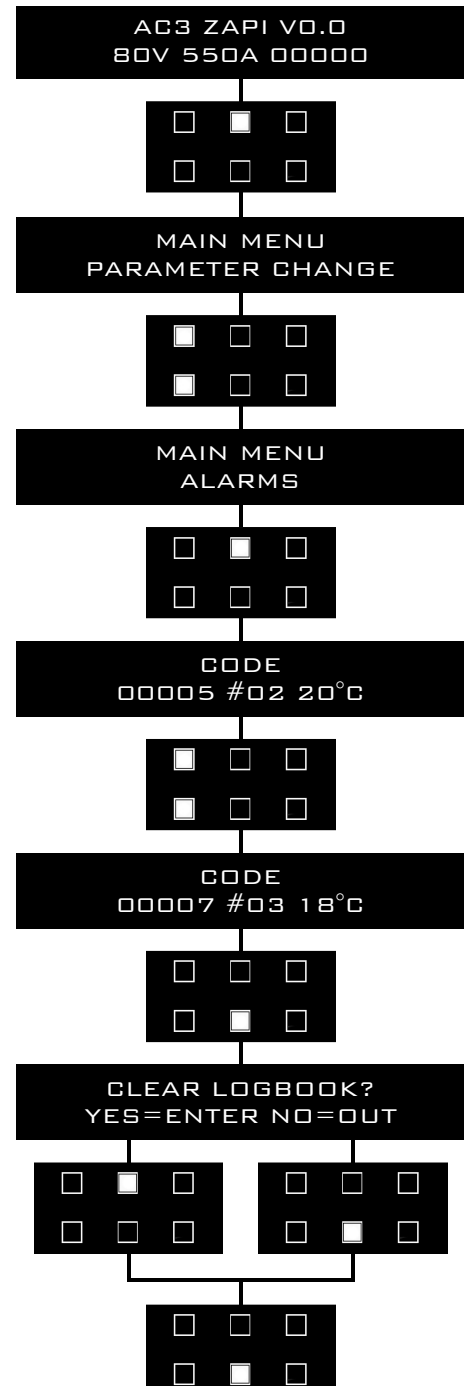 AC3 ZAPI V0.0
80V 550A 00000
MAIN MENU
PARAMETER CHANGE
MAIN MENU
ALARMS
CODE
00005 #02 20°C
CODE
00007 #03 18°C
CLEAR LOGBOOK?
YES=ENTER NO=OUT